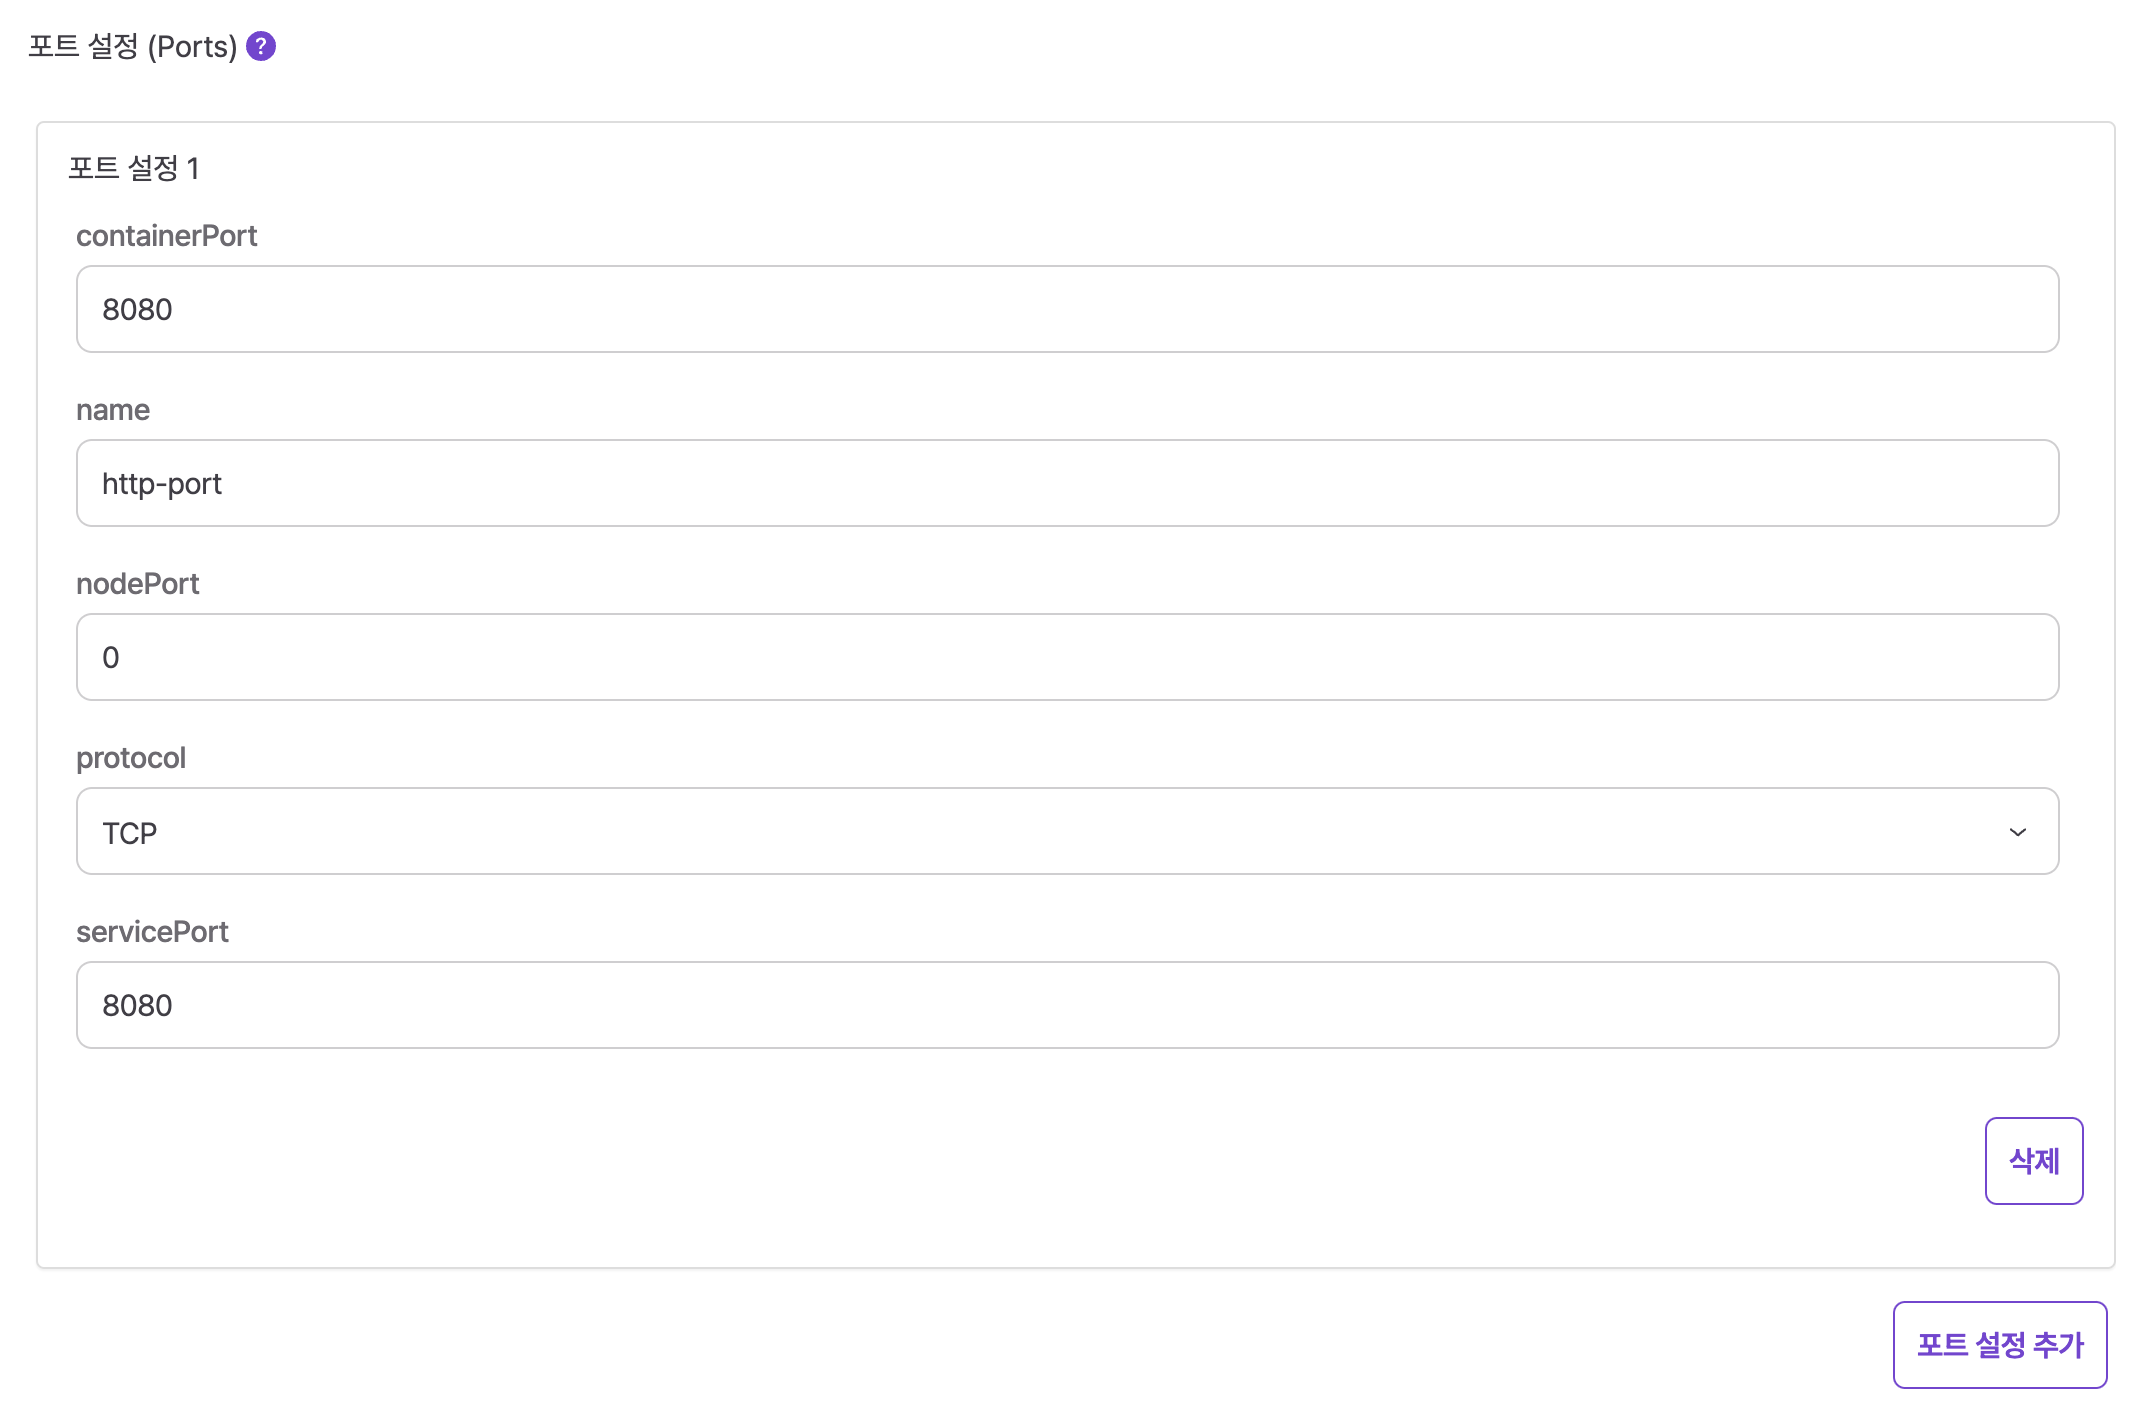 포트 설정 (Ports) ?
포트 설정 1
containerPort
8080
name
http-port
nodePort
0
protocol
TCP
servicePort
8080
삭제
포트 설정 추가